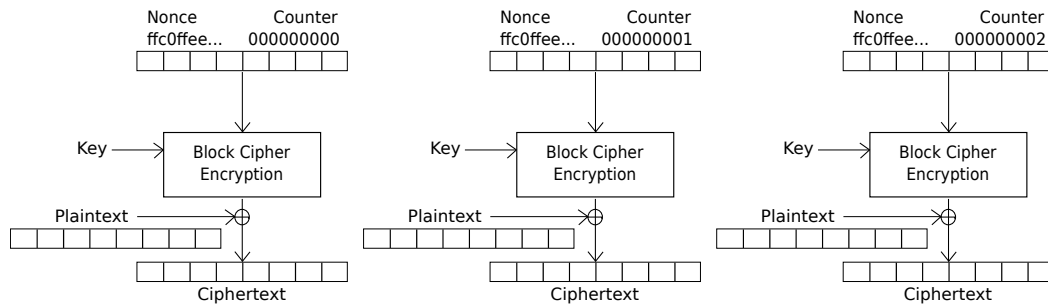 Nonce Counter Nonce Counter Nonce Counter
ffc0ffee... 000000000 ffc0ffee... 000000001 ffc0ffee... 000000002
Key Block Cipher Encryption Key Block Cipher Encryption Key Block Cipher Encryption
Plaintext Plaintext Plaintext
Ciphertext Ciphertext Ciphertext